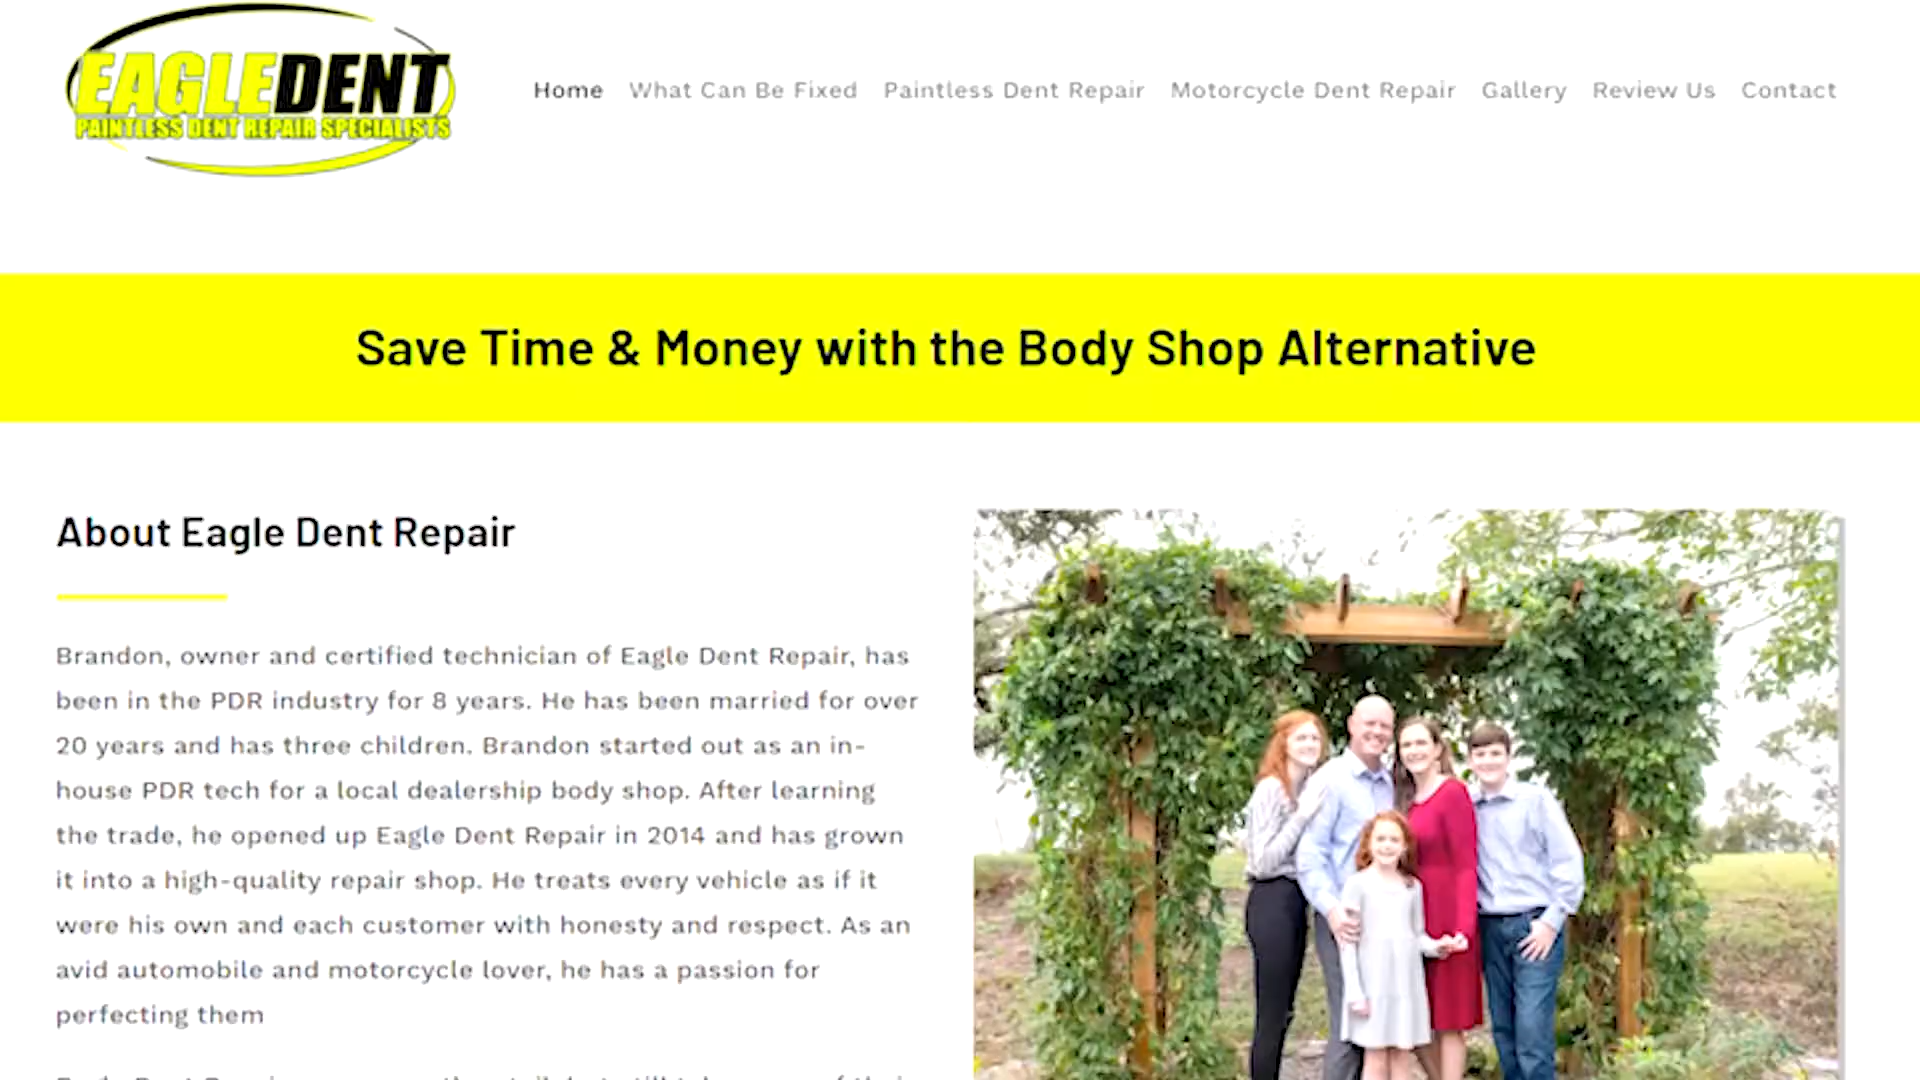 EAGLEDENT
PAINTLESS DENT REPAIR SPECIALISTS
Home What Can Be Fixed Paintless Dent Repair Motorcycle Dent Repair Gallery Review Us Contact
Save Time & Money with the Body Shop Alternative
About Eagle Dent Repair
Brandon, owner and certified technician of Eagle Dent Repair, has
been in the PDR industry for 8 years. He has been married for over
20 years and has three children. Brandon started out as an in-
house PDR tech for a local dealership body shop. After learning
the trade, he opened up Eagle Dent Repair in 2014 and has grown
it into a high-quality repair shop. He treats every vehicle as if it
were his own and each customer with honesty and respect. As an
avid automobile and motorcycle lover, he has a passion for
perfecting them